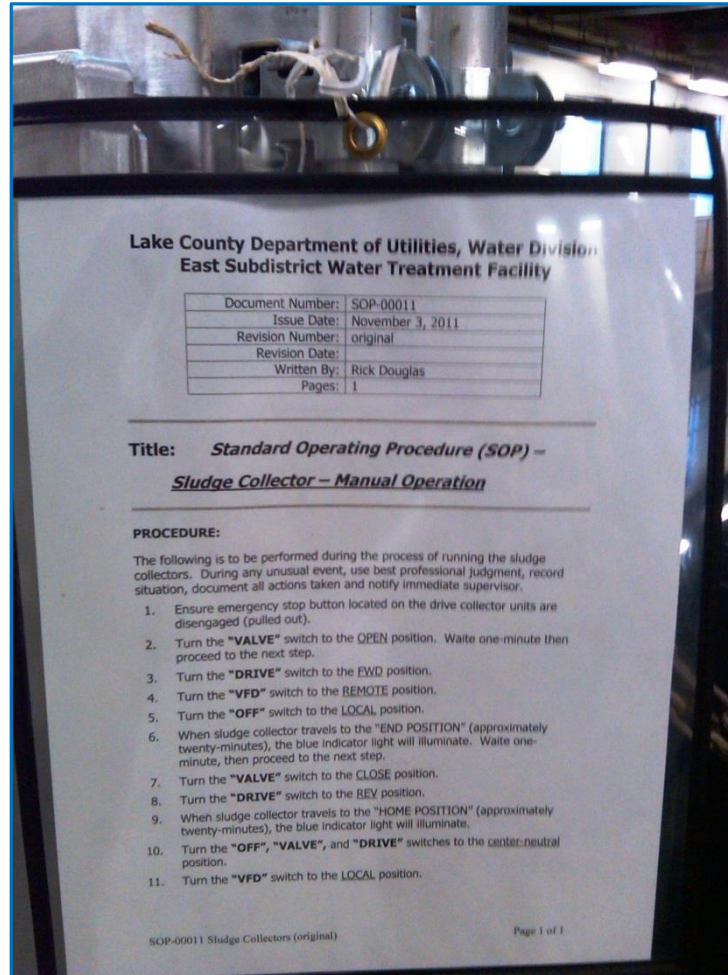 Lake County Department of Utilities, Water Division
East Subdistrict Water Treatment Facility
Document Number: SOP-00011
Issue Date: November 3, 2011
Revision Number: original
Revision Date:
Written By: Rick Douglas
Pages: 1
Title: Standard Operating Procedure (SOP) –
Sludge Collector – Manual Operation
PROCEDURE:
The following is to be performed during the process of running the sludge
collectors. During any unusual event, use best professional judgment, record
situation, document all actions taken and notify immediate supervisor.
1. Ensure emergency stop button located on the drive collector units are
disengaged (pulled out).
2. Turn the "VALVE" switch to the OPEN position. Waite one-minute then
proceed to the next step.
3. Turn the "DRIVE" switch to the FWD position.
4. Turn the "VFD" switch to the REMOTE position.
5. Turn the "OFF" switch to the LOCAL position.
6. When sludge collector travels to the "END POSITION" (approximately
twenty-minutes), the blue indicator light will illuminate. Waite one-
minute, then proceed to the next step.
7. Turn the "VALVE" switch to the CLOSE position.
8. Turn the "DRIVE" switch to the REV position.
9. When sludge collector travels to the "HOME POSITION" (approximately
twenty-minutes), the blue indicator light will illuminate.
10. Turn the "OFF", "VALVE", and "DRIVE" switches to the center-neutral
position.
11. Turn the "VFD" switch to the LOCAL position.
SOP-00011 Sludge Collectors (original) Page 1 of 1